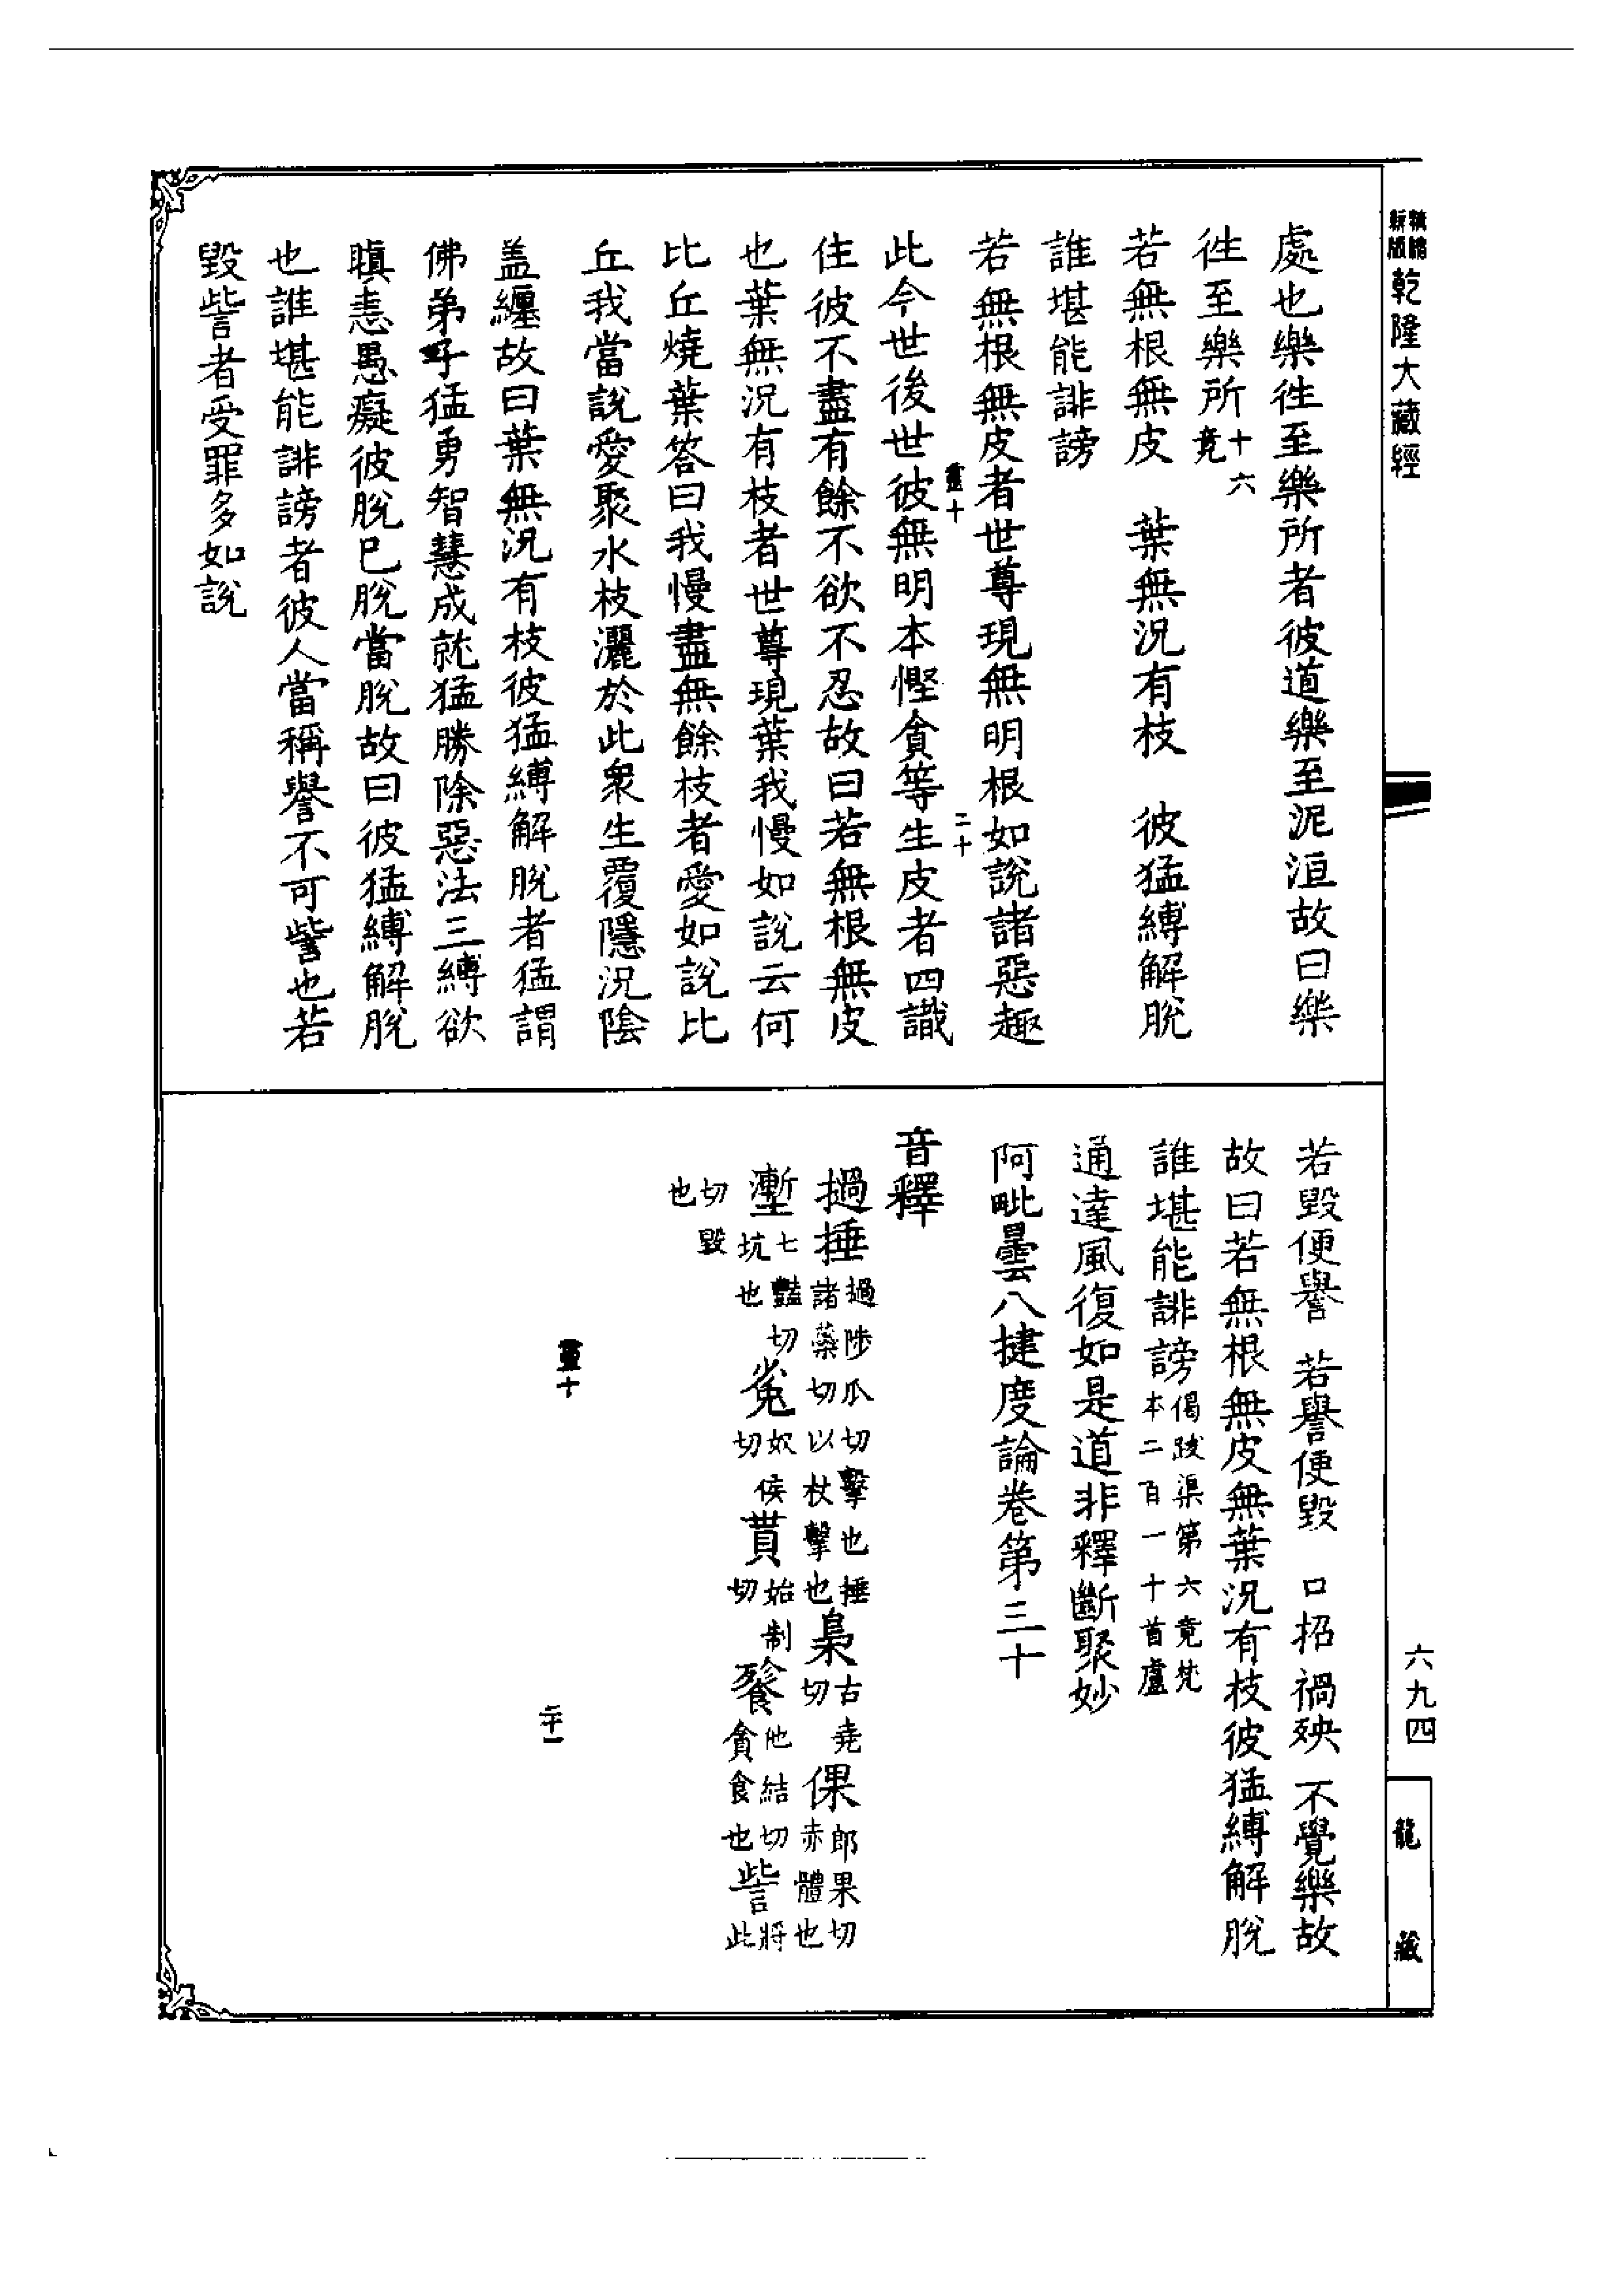 精縮新版乾隆大藏經
處也樂徃至樂所者彼道樂至泥洹故曰樂
徃至樂所十六竟
若無根無皮　葉無況有枝　彼猛縛解脫
誰堪能誹謗
若無根無皮者世尊現無明根如說諸惡趣
此今世後世彼無明本慳貪等生皮者四識
住彼不盡有餘不欲不忍故曰若無根無皮
也葉無況有枝者世尊現葉我慢如說云何
比丘燒葉答曰我慢盡無餘枝者愛如說比
丘我當說愛聚水枝灑於此衆生覆隱況陰
盖纏故曰葉無況有枝彼猛縛解脫者猛謂
佛弟子猛勇智慧成就猛勝除惡法三縛欲
瞋恚愚癡彼脫已脫當脫故曰彼猛縛解脫
也誰堪能誹謗者彼人當稱譽不可訾也若
毀訾者受罪多如說
若毀便譽　若譽便毀　口招禍殃　不覺樂故
故曰若無根無皮無葉況有枝彼猛縛解脫
誰堪能誹謗偈跋渠第六竟梵本二百一十首盧
通達風復如是道非釋斷聚妙
阿毗曇八揵度論卷第三十
音釋
撾捶撾陟瓜切擊也捶諸蘂切以杖擊也梟古堯切倮郎果切赤體也
塹七豔切坑也㝹奴侯切貰始制切餮他結切貪食也訾將此
切毀也
靈十
二十
靈十
二十一
六九四
龍藏